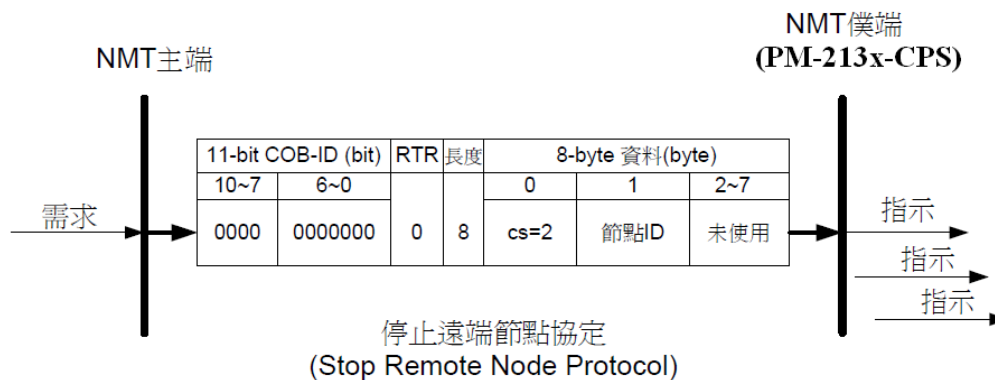 NMT主端
NMT僕端
(PM-213x-CPS)
11-bit COB-ID (bit) RTR 長度 8-byte 資料(byte)
10~7 6~0 0 1 2~7
需求
0000 0000000 0 8 cs=2 節點ID 未使用
指示
指示
指示
停止遠端節點協定
(Stop Remote Node Protocol)